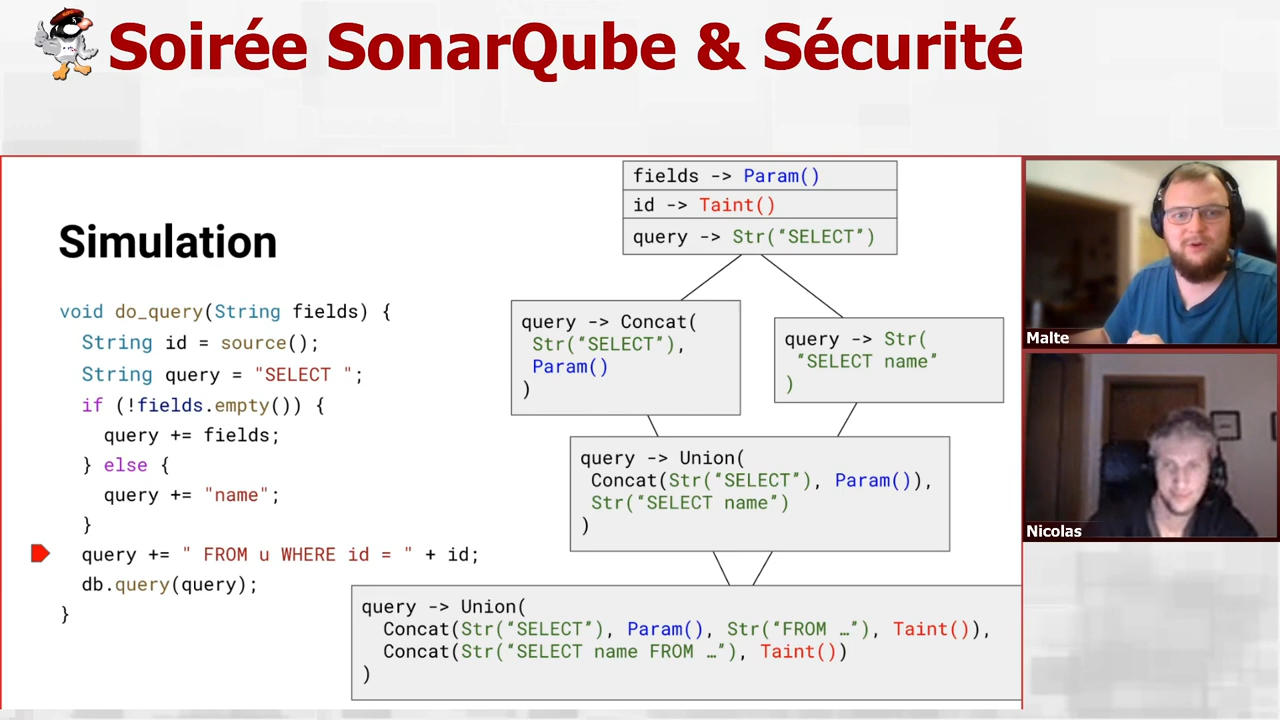 Soirée SonarQube & Sécurité
Simulation
void do_query(String fields) {
String id = source();
String query = "SELECT ";
if (!fields.empty()) {
query += fields;
} else {
query += "name";
}
query += " FROM u WHERE id = " + id;
db.query(query);
}
fields -> Param()
id -> Taint()
query -> Str(“SELECT”)
query -> Concat(
Str(“SELECT”),
Param()
)
query -> Str(
“SELECT name”
)
query -> Union(
Concat(Str(“SELECT”), Param()),
Str(“SELECT name”)
)
query -> Union(
Concat(Str(“SELECT”), Param(), Str(“FROM …”), Taint()),
Concat(Str(“SELECT name FROM …”), Taint())
)
Malte
Nicolas